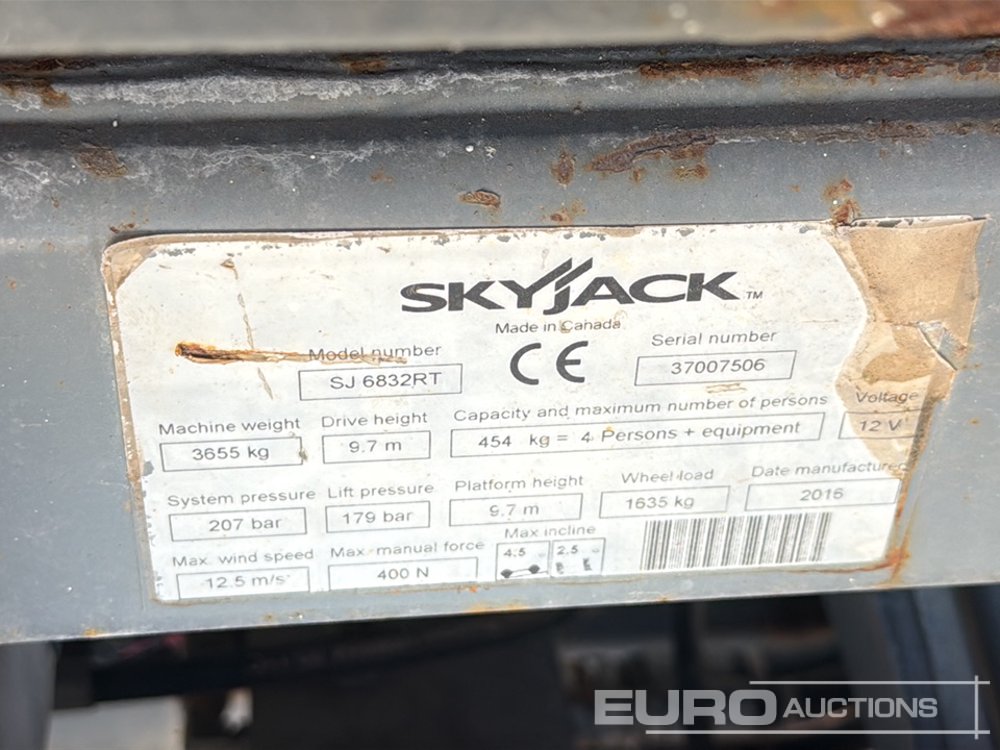 SKYJACK™
Made in Canada
Model number
SJ 6832RT
CE
Serial number
37007506
Machine weight
3655 kg
Drive height
9.7 m
Capacity and maximum number of persons
454 kg = 4 Persons + equipment
Voltage
12 V
System pressure
207 bar
Lift pressure
179 bar
Platform height
9.7 m
Wheel load
1635 kg
Date manufactured
2016
Max. wind speed
12.5 m/s
Max. manual force
400 N
Max incline
4.5 °
2.5 °
EURO AUCTIONS